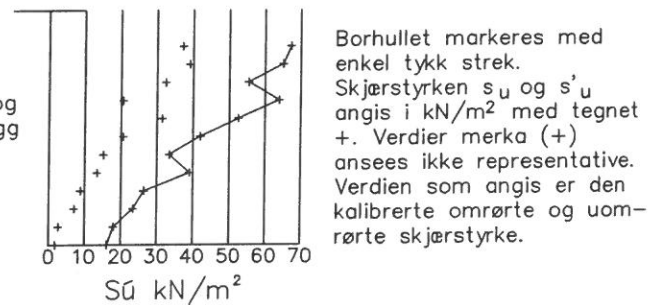 og
gg
0 10 20 30 40 50 60 70
Sú kN/m²
Borhullet markeres med
enkel tykk strek.
Skjærstyrken su og s'u
angis i kN/m² med tegnet
+. Verdier merka (+)
ansees ikke representative.
Verdien som angis er den
kalibrerte omrørte og uom-
rørte skjærstyrke.